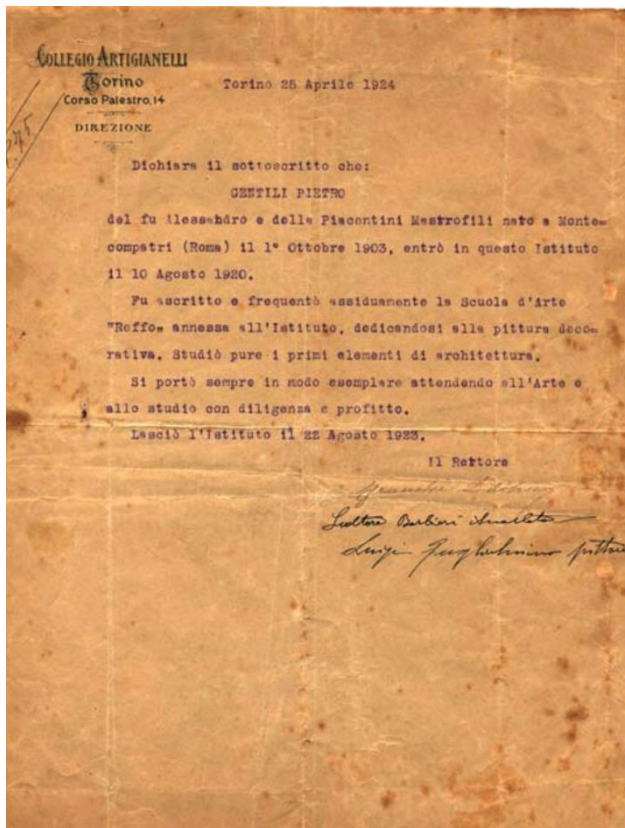 COLLEGIO ARTIGIANELLI
Torino
Corso Palestro, 14
DIREZIONE
Torino 25 Aprile 1924
Dichiara il sottoscritto che:
GENTILI PIETRO
del fu Alessandro e della Piacentini Mastrofili nato a Monte=
compatri (Roma) il 1° Ottobre 1903, entrò in questo Istituto
il 10 Agosto 1920.
Fu ascritto e frequentò assiduamente la Scuola d'Arte
"Reffo" annessa all'Istituto, dedicandosi alla pittura deco=
rativa. Studiò pure i primi elementi di architettura.
Si portò sempre in modo esemplare attendendo all'Arte e
allo studio con diligenza e profitto.
Lasciò l'Istituto il 22 Agosto 1923.
Il Rettore
Scultore Barbieri
Luigi Guglielmino pittore